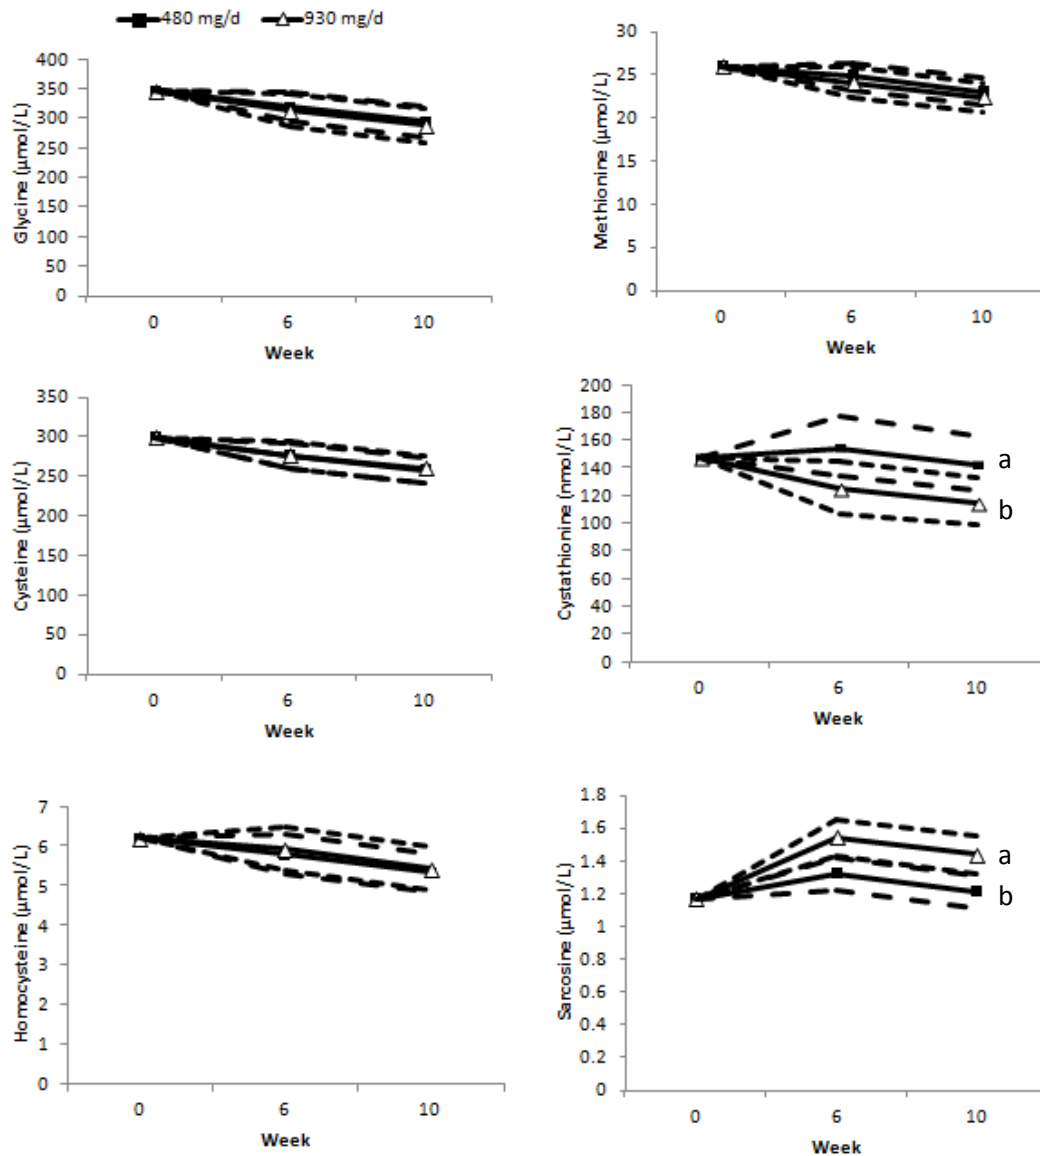 480 mg/d 930 mg/d
Glycine (µmol/L)
400
350
300
250
200
150
100
50
0
0 6 10
Week
Methionine (µmol/L)
30
25
20
15
10
5
0
0 6 10
Week
Cysteine (µmol/L)
350
300
250
200
150
100
50
0
0 6 10
Week
Cystathionine (nmol/L)
200
180
160
140
120
100
80
60
40
20
0
a
b
0 6 10
Week
Homocysteine (µmol/L)
7
6
5
4
3
2
1
0
0 6 10
Week
Sarcosine (µmol/L)
1.8
1.6
1.4
1.2
1
0.8
0.6
0.4
0.2
0
a
b
0 6 10
Week